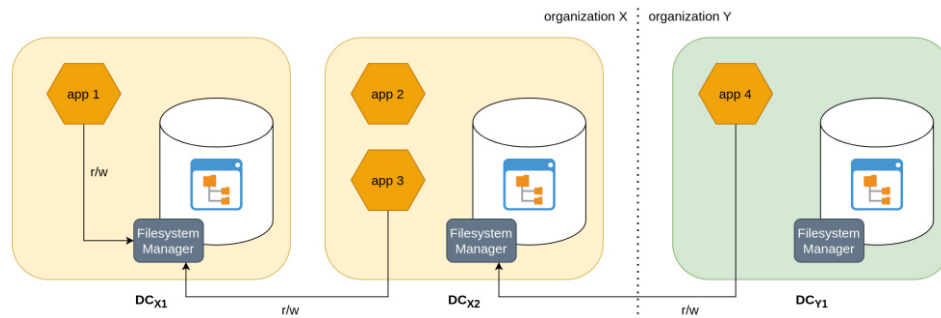 organization X
organization Y
app 1
app 2
app 4
r/w
app 3
Filesystem
Manager
Filesystem
Manager
Filesystem
Manager
DCX1
DCX2
DCY1
r/w
r/w